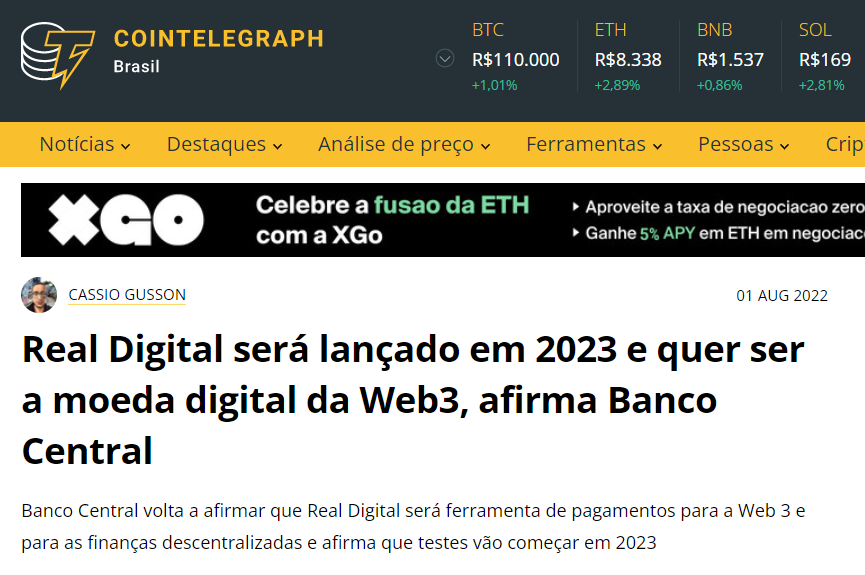 COINTELEGRAPH
Brasil
BTC ETH BNB SOL
R$110.000 R$8.338 R$1.537 R$169
+1,01% +2,89% +0,86% +2,81%
Notícias Destaques Análise de preço Ferramentas Pessoas Crip
XGO
Celebre a fusao da ETH
com a XGo
Aproveite a taxa de negociacao zero
Ganhe 5% APY em ETH em negociac
CASSIO GUSSON
01 AUG 2022
Real Digital será lançado em 2023 e quer ser
a moeda digital da Web3, afirma Banco
Central
Banco Central volta a afirmar que Real Digital será ferramenta de pagamentos para a Web 3 e
para as finanças descentralizadas e afirma que testes vão começar em 2023